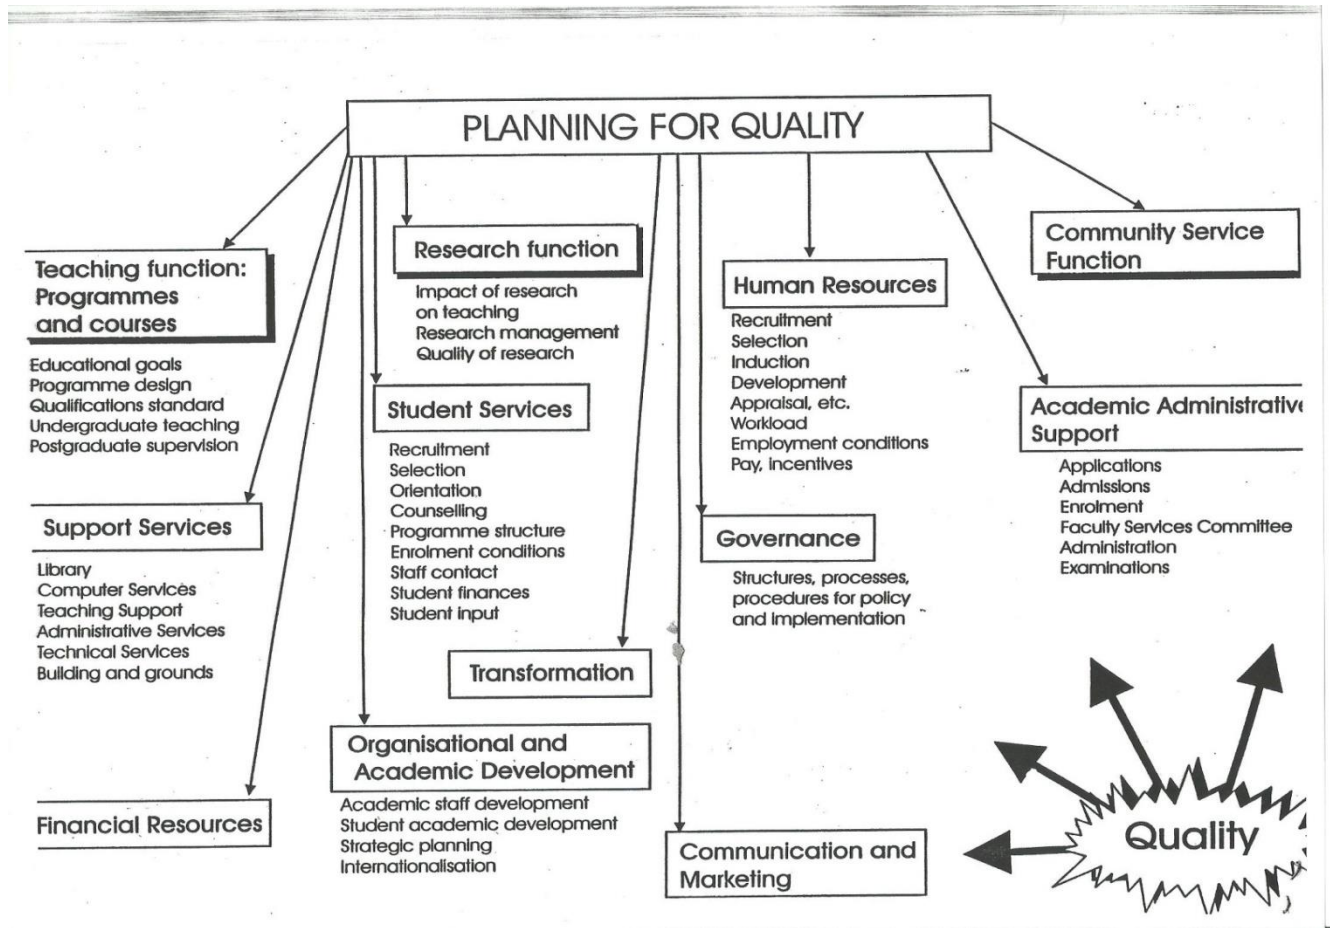 PLANNING FOR QUALITY
Teaching function:
Programmes
and courses
Educational goals
Programme design
Qualifications standard
Undergraduate teaching
Postgraduate supervision
Support Services
Library
Computer Services
Teaching Support
Administrative Services
Technical Services
Building and grounds
Financial Resources
Research function
Impact of research
on teaching
Research management
Quality of research
Student Services
Recruitment
Selection
Orientation
Counselling
Programme structure
Enrolment conditions
Staff contact
Student finances
Student input
Transformation
Organisational and
Academic Development
Academic staff development
Student academic development
Strategic planning
Internationalisation
Human Resources
Recruitment
Selection
Induction
Development
Appraisal, etc.
Workload
Employment conditions
Pay, incentives
Governance
Structures, processes,
procedures for policy
and Implementation
Communication and
Marketing
Community Service
Function
Academic Administrative
Support
Applications
Admissions
Enrolment
Faculty Services Committee
Administration
Examinations
Quality